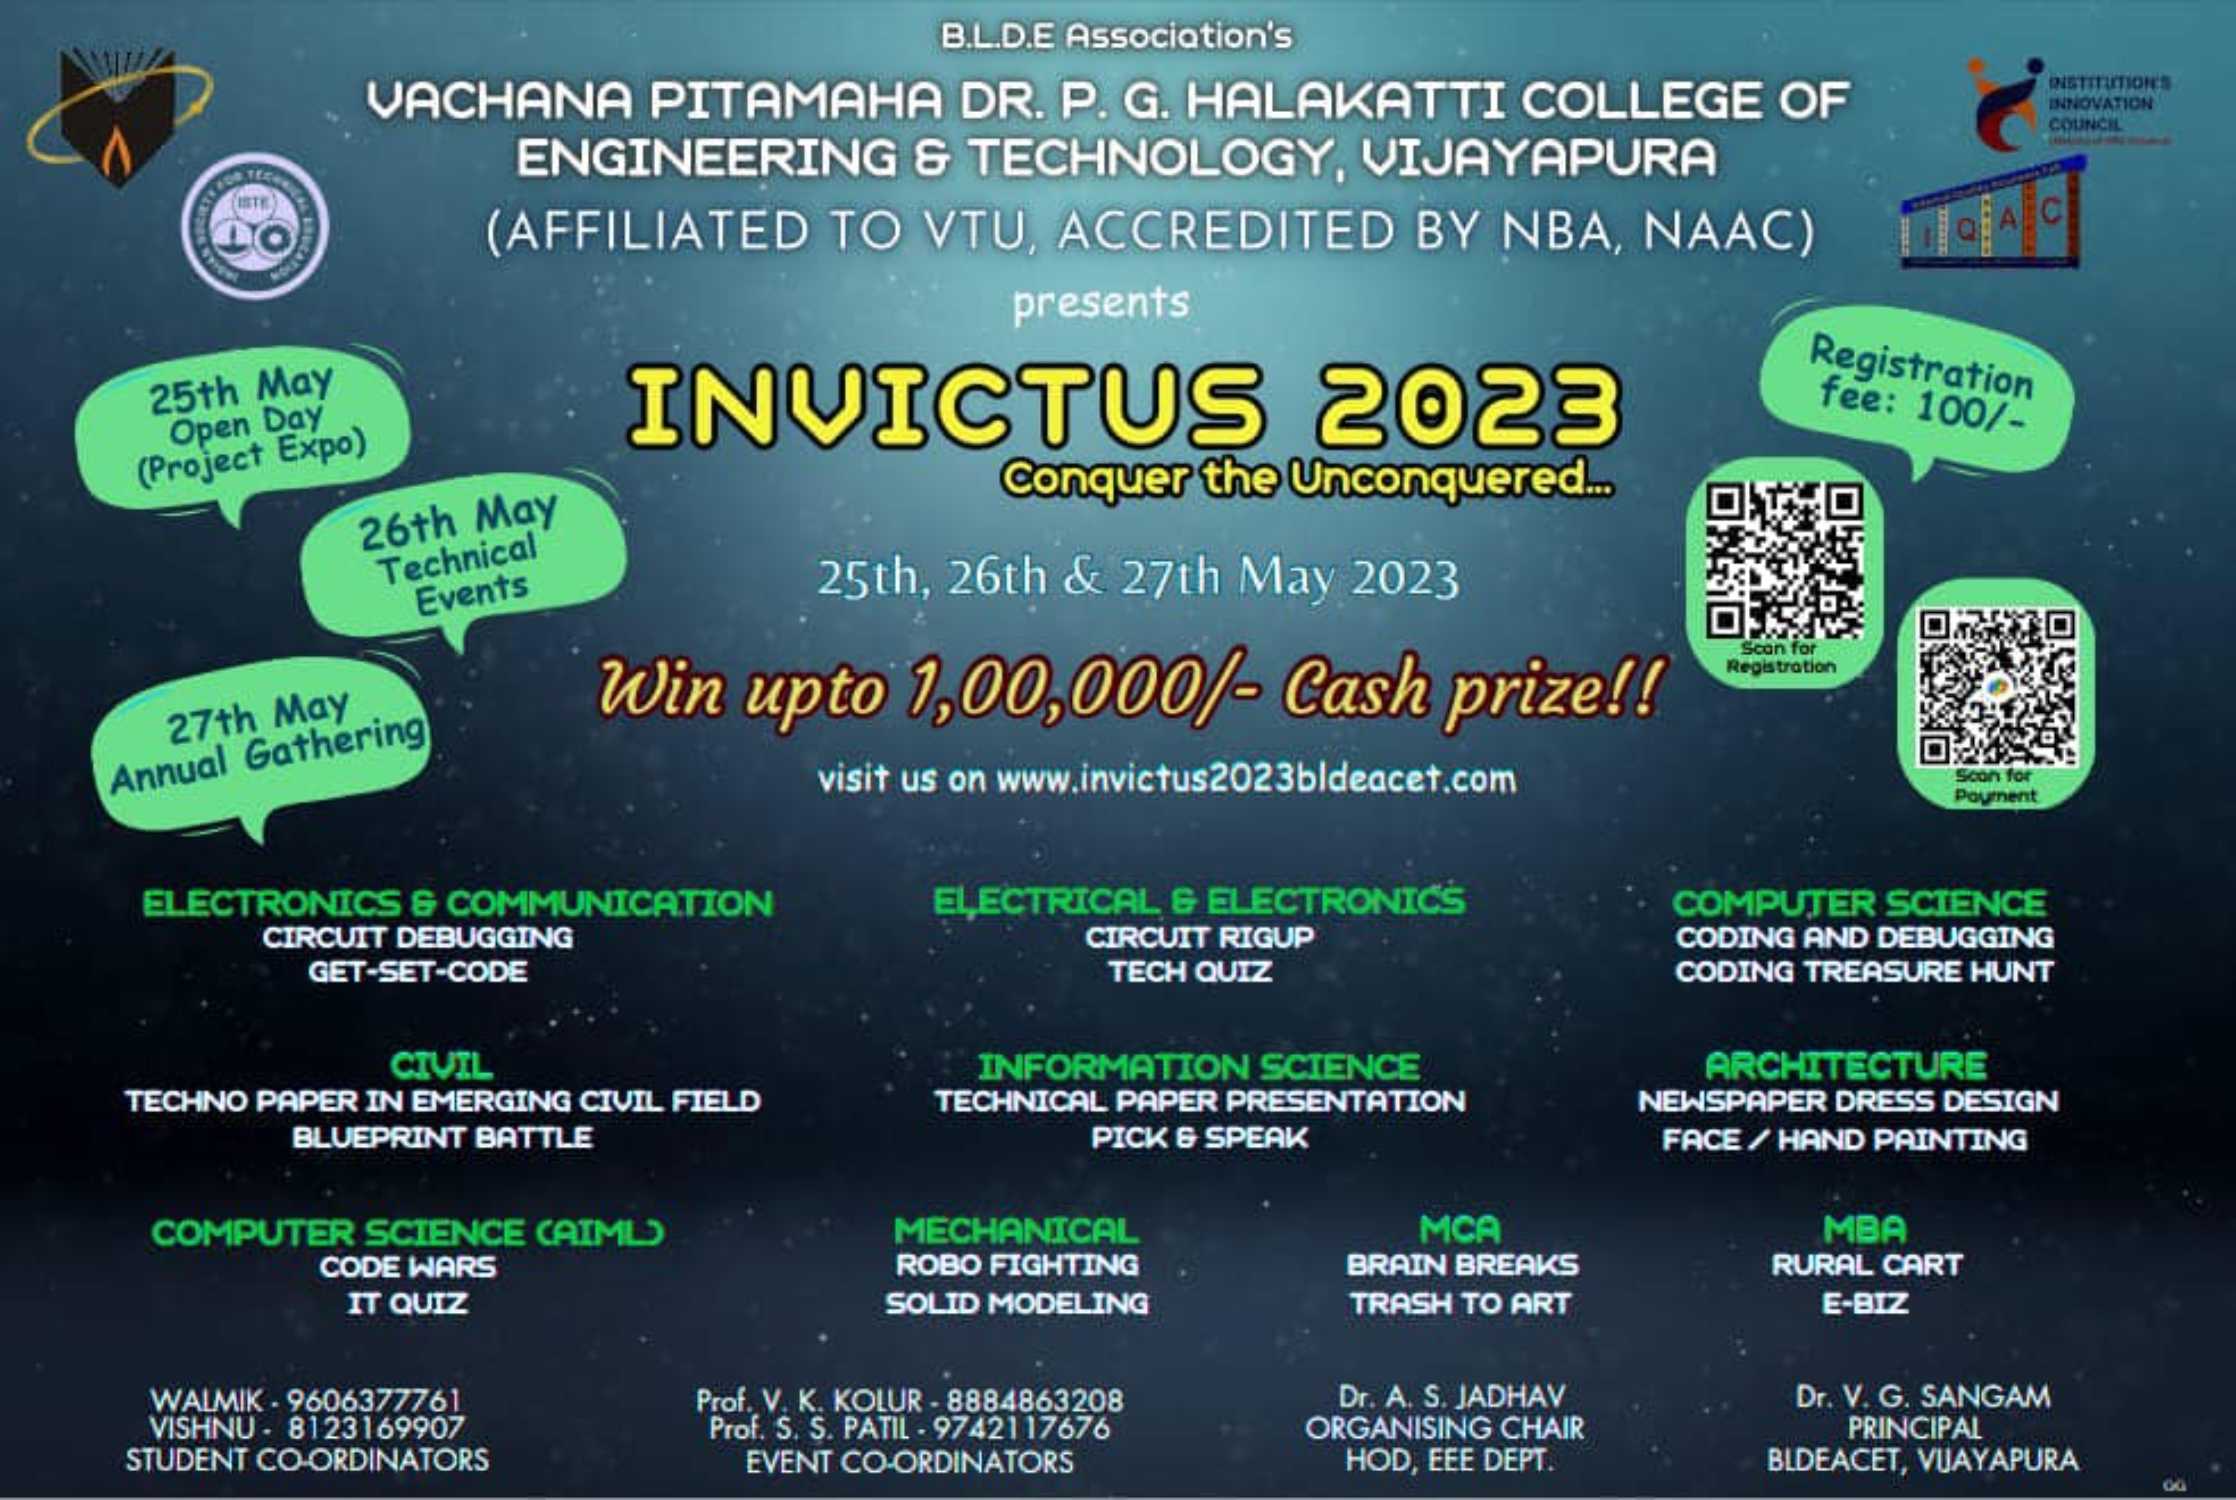 B.L.D.E Association's
VACHANA PITAMAHA DR. P. G. HALAKATTI COLLEGE OF
ENGINEERING & TECHNOLOGY, VIJAYAPURA
(AFFILIATED TO VTU, ACCREDITED BY NBA, NAAC)
presents
INSTITUTION'S
INNOVATION
COUNCIL
ISTE
INDIAN SOCIETY FOR TECHNICAL EDUCATION
I Q A C
INVICTUS 2023
Conquer the Unconquered...
25th, 26th & 27th May 2023
Win upto 1,00,000/- Cash prize!!
visit us on www.invictus2023bldeacet.com
25th May
Open Day
(Project Expo)
26th May
Technical
Events
27th May
Annual Gathering
Registration
fee: 100/-
Scan for
Registration
Scan for
Payment
ELECTRONICS & COMMUNICATION
CIRCUIT DEBUGGING
GET-SET-CODE
ELECTRICAL & ELECTRONICS
CIRCUIT RIGUP
TECH QUIZ
COMPUTER SCIENCE
CODING AND DEBUGGING
CODING TREASURE HUNT
CIVIL
TECHNO PAPER IN EMERGING CIVIL FIELD
BLUEPRINT BATTLE
INFORMATION SCIENCE
TECHNICAL PAPER PRESENTATION
PICK & SPEAK
ARCHITECTURE
NEWSPAPER DRESS DESIGN
FACE / HAND PAINTING
COMPUTER SCIENCE (AIML)
CODE WARS
IT QUIZ
MECHANICAL
ROBO FIGHTING
SOLID MODELING
MCA
BRAIN BREAKS
TRASH TO ART
MBA
RURAL CART
E-BIZ
WALMIK - 9606377761
VISHNU - 8123169907
STUDENT CO-ORDINATORS
Prof. V. K. KOLUR - 8884863208
Prof. S. S. PATIL - 9742117676
EVENT CO-ORDINATORS
Dr. A. S. JADHAV
ORGANISING CHAIR
HOD, EEE DEPT.
Dr. V. G. SANGAM
PRINCIPAL
BLDEACET, VIJAYAPURA
GG